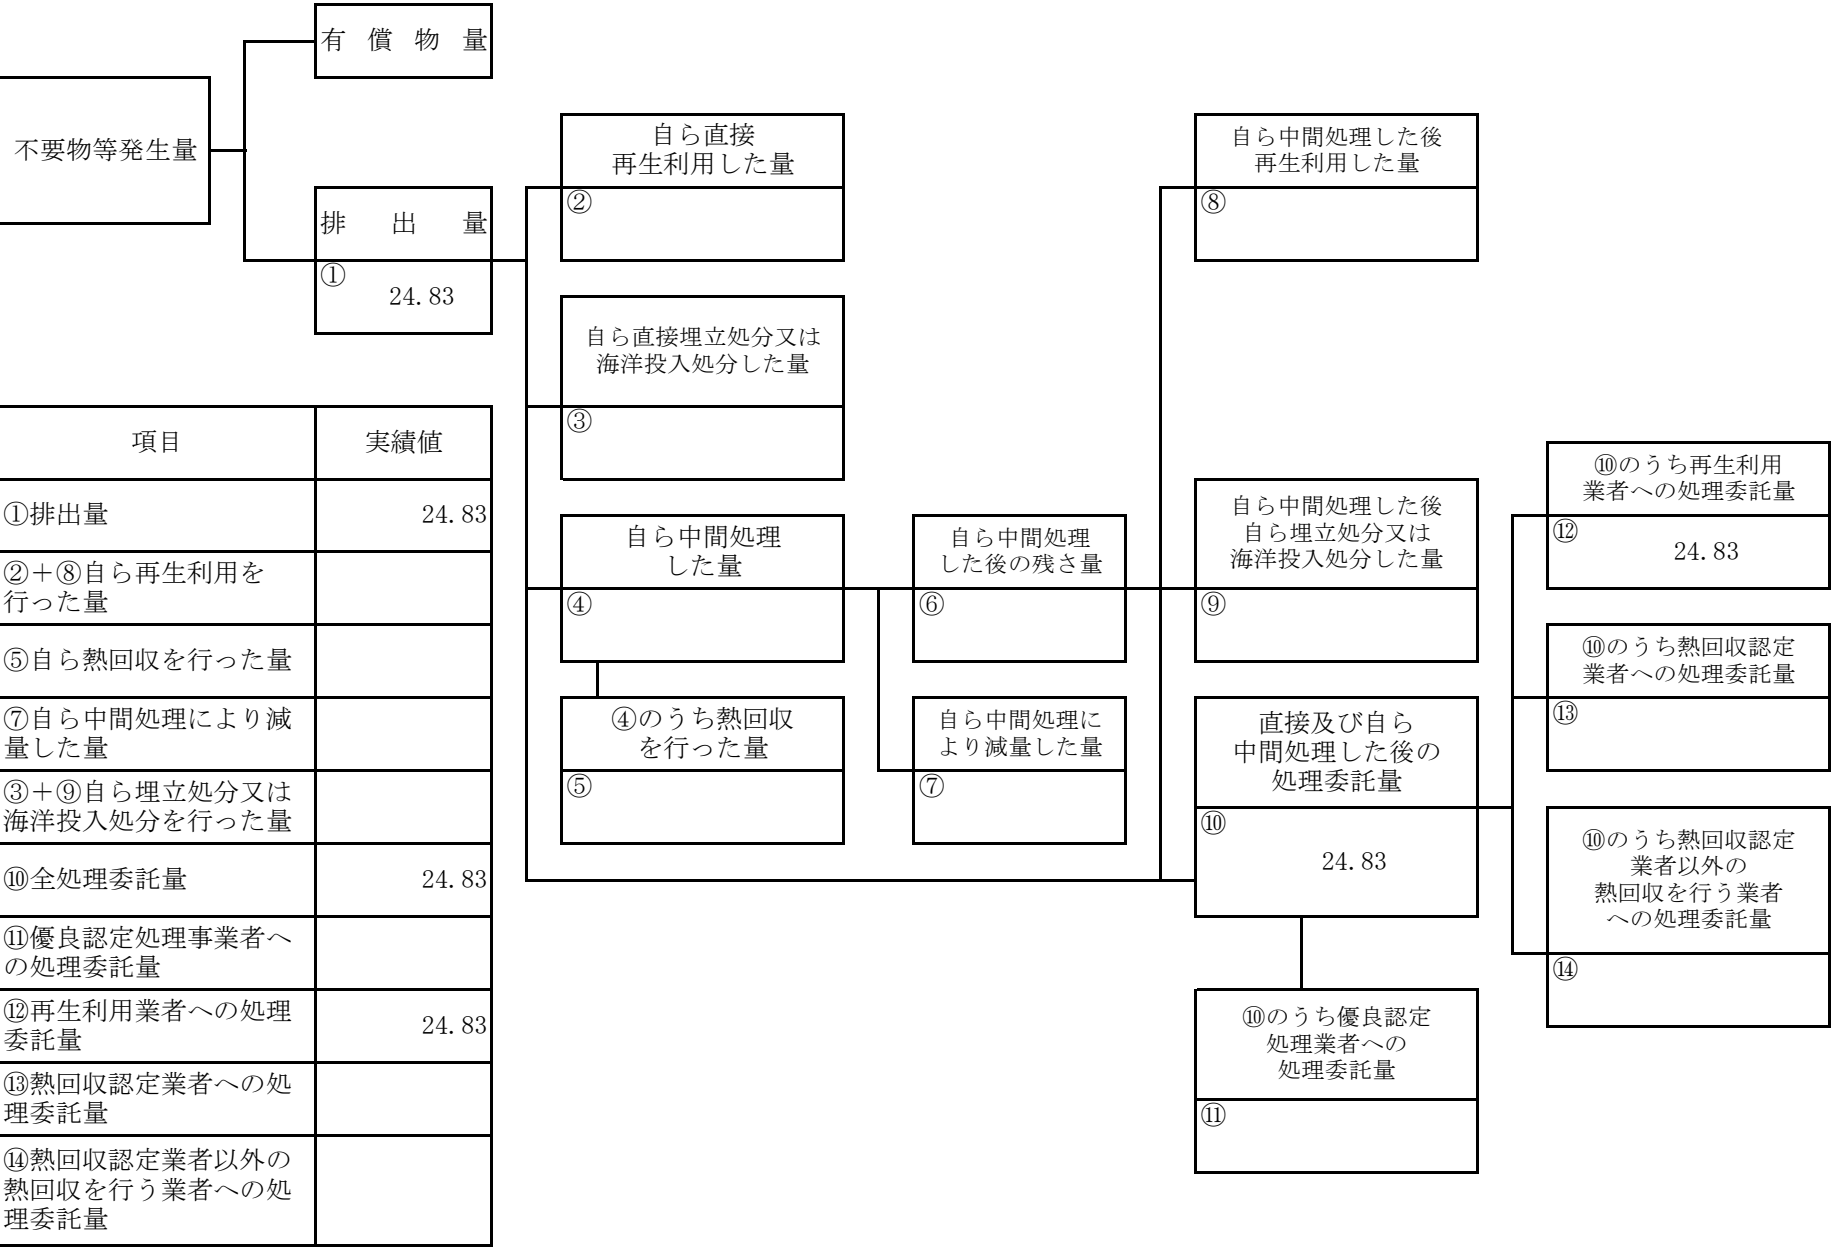 有償物量
不要物等発生量
排出量
①
24.83
自ら直接
再生利用した量
②
自ら直接埋立処分又は
海洋投入処分した量
③
自ら中間処理
した量
④
④のうち熱回収
を行った量
⑤
自ら中間処理
した後の残さ量
⑥
自ら中間処理に
より減量した量
⑦
自ら中間処理した後
再生利用した量
⑧
自ら中間処理した後
自ら埋立処分又は
海洋投入処分した量
⑨
直接及び自ら
中間処理した後の
処理委託量
⑩
24.83
⑩のうち優良認定
処理業者への
処理委託量
⑪
⑩のうち再生利用
業者への処理委託量
⑫
24.83
⑩のうち熱回収認定
業者への処理委託量
⑬
⑩のうち熱回収認定
業者以外の
熱回収を行う業者
への処理委託量
⑭
項目 実績値
①排出量 24.83
②＋⑧自ら再生利用を
行った量
⑤自ら熱回収を行った量
⑦自ら中間処理により減
量した量
③＋⑨自ら埋立処分又は
海洋投入処分を行った量
⑩全処理委託量 24.83
⑪優良認定処理事業者へ
の処理委託量
⑫再生利用業者への処理
委託量 24.83
⑬熱回収認定業者への処
理委託量
⑭熱回収認定業者以外の
熱回収を行う業者への処
理委託量